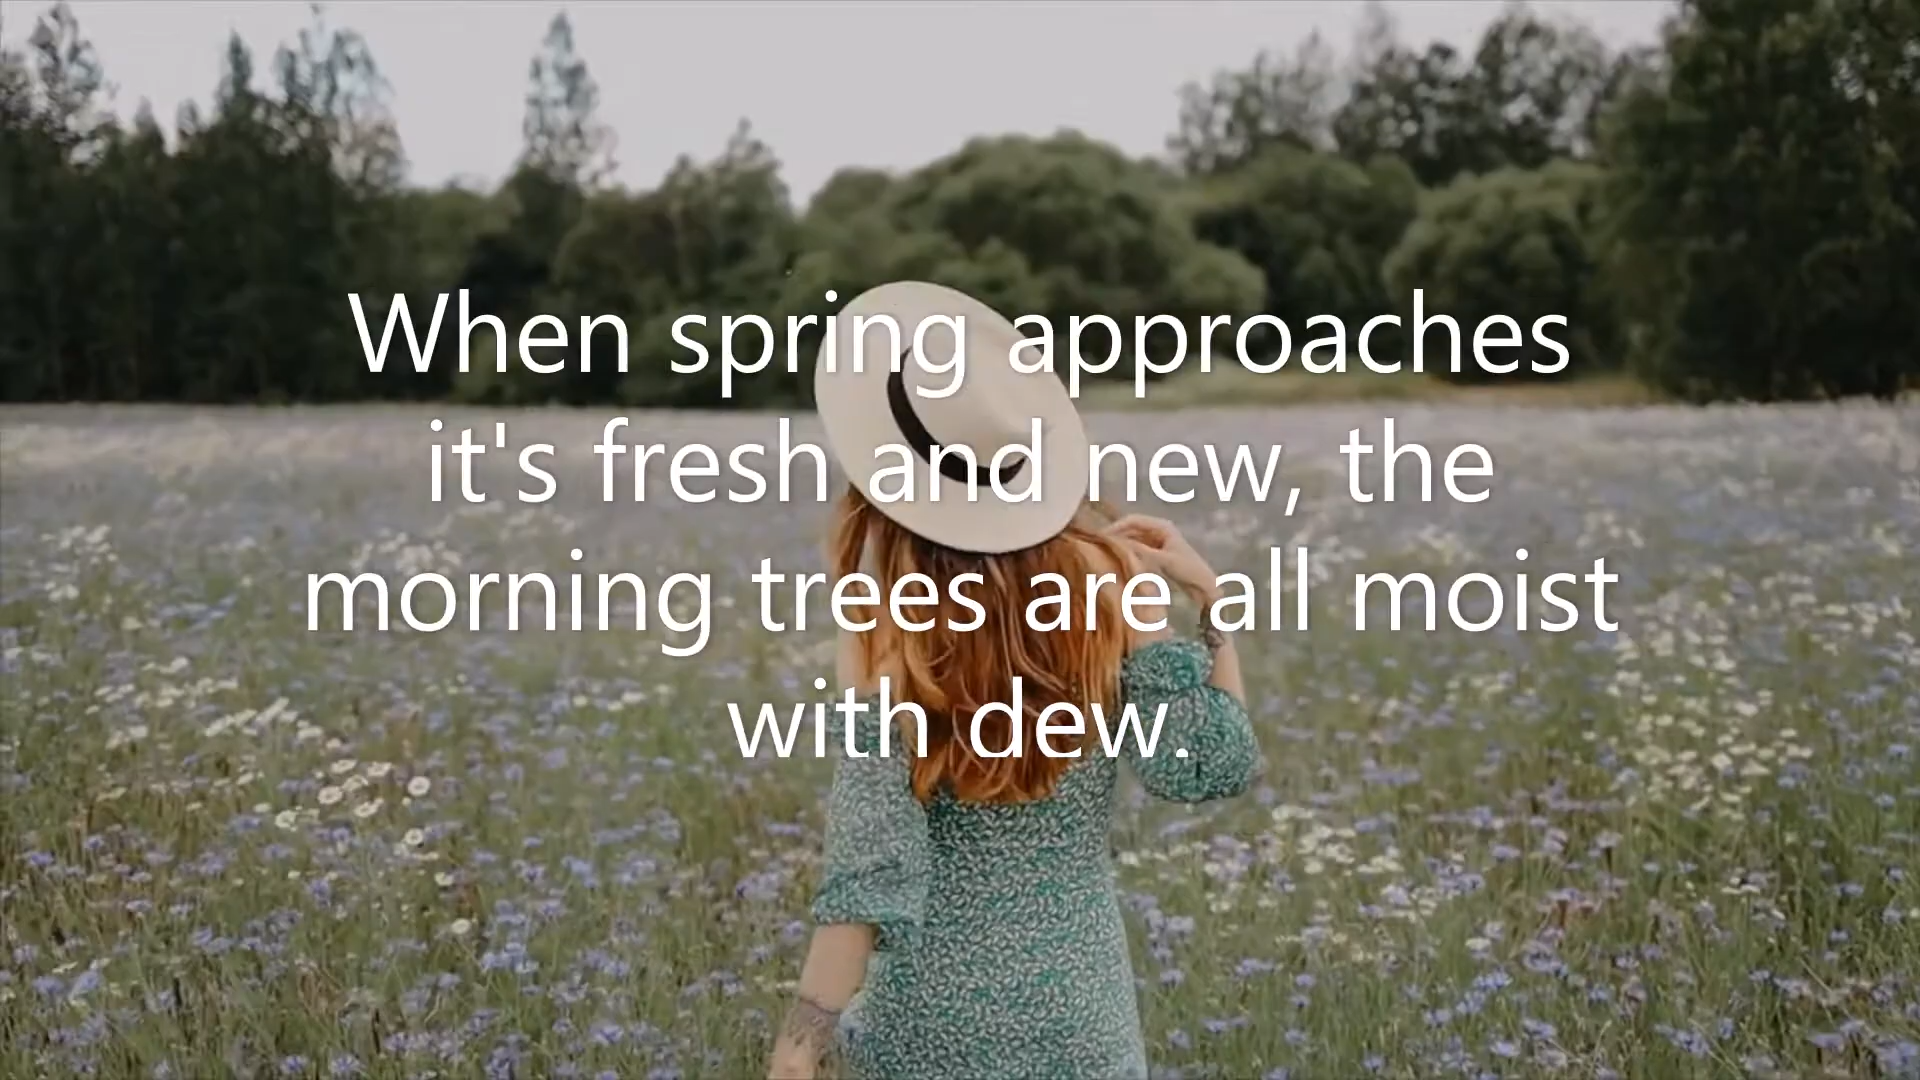 When spring approaches
it's fresh and new, the
morning trees are all moist
with dew.